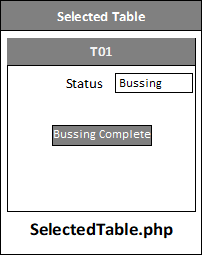 Selected Table
T01
Status Bussing
Bussing Complete
SelectedTable.php